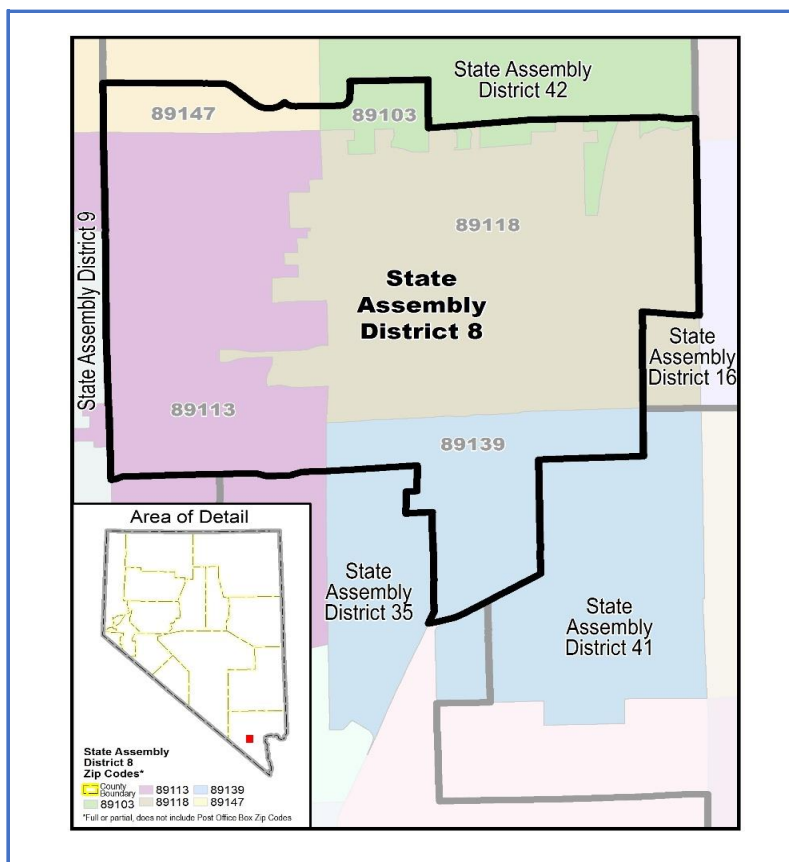 State Assembly
District 42
89147
89103
State Assembly District 9
89118
State
Assembly
District 8
State
Assembly
District 16
89113
89139
Area of Detail
State
Assembly
District 35
State
Assembly
District 41
State Assembly
District 8
Zip Codes*
County
Boundary
89113
89139
89103
89118
89147
*Full or partial, does not include Post Office Box Zip Codes